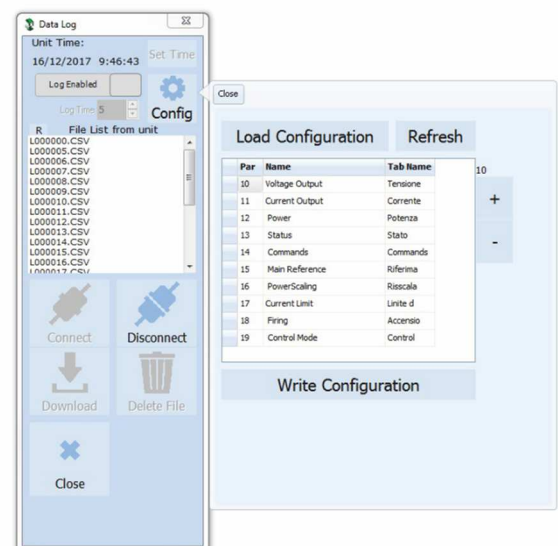 Data Log
Unit Time:
16/12/2017 9:46:43
Set Time
Log Enabled
Log Time: 5
Config
R File List from unit
L000000.CSV
L000005.CSV
L000006.CSV
L000007.CSV
L000008.CSV
L000009.CSV
L000010.CSV
L000011.CSV
L000012.CSV
L000013.CSV
L000014.CSV
L000015.CSV
L000016.CSV
L000017.CSV
Connect Disconnect
Download Delete File
Close
Close
Load Configuration Refresh
Par Name Tab Name
10
10 Voltage Output Tensione
11 Current Output Corrente
12 Power Potenza
13 Status Stato
14 Commands Commands
15 Main Reference Riferima
16 PowerScaling Risscala
17 Current Limit Linite d
18 Firing Accensio
19 Control Mode Control
+
-
Write Configuration